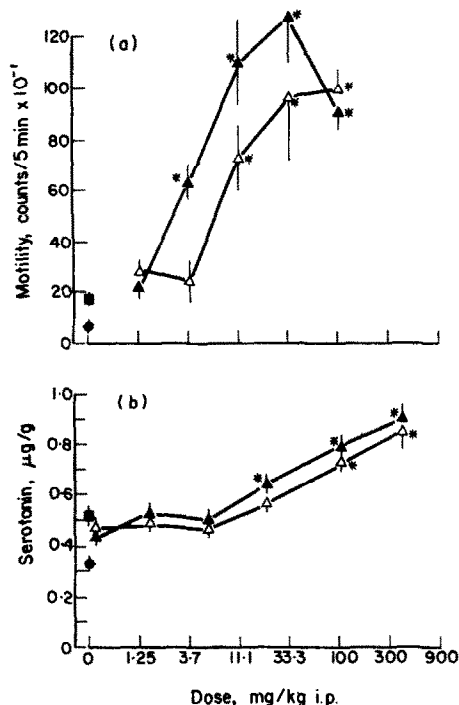 (a)
120
100
80
60
40
20
0
Motility, counts/5 min x 10⁻¹
(b)
1·0
0·8
0·6
0·4
0·2
0
Serotonin, µg/g
0 1·25 3·7 11·1 33·3 100 300 900
Dose, mg/kg i.p.